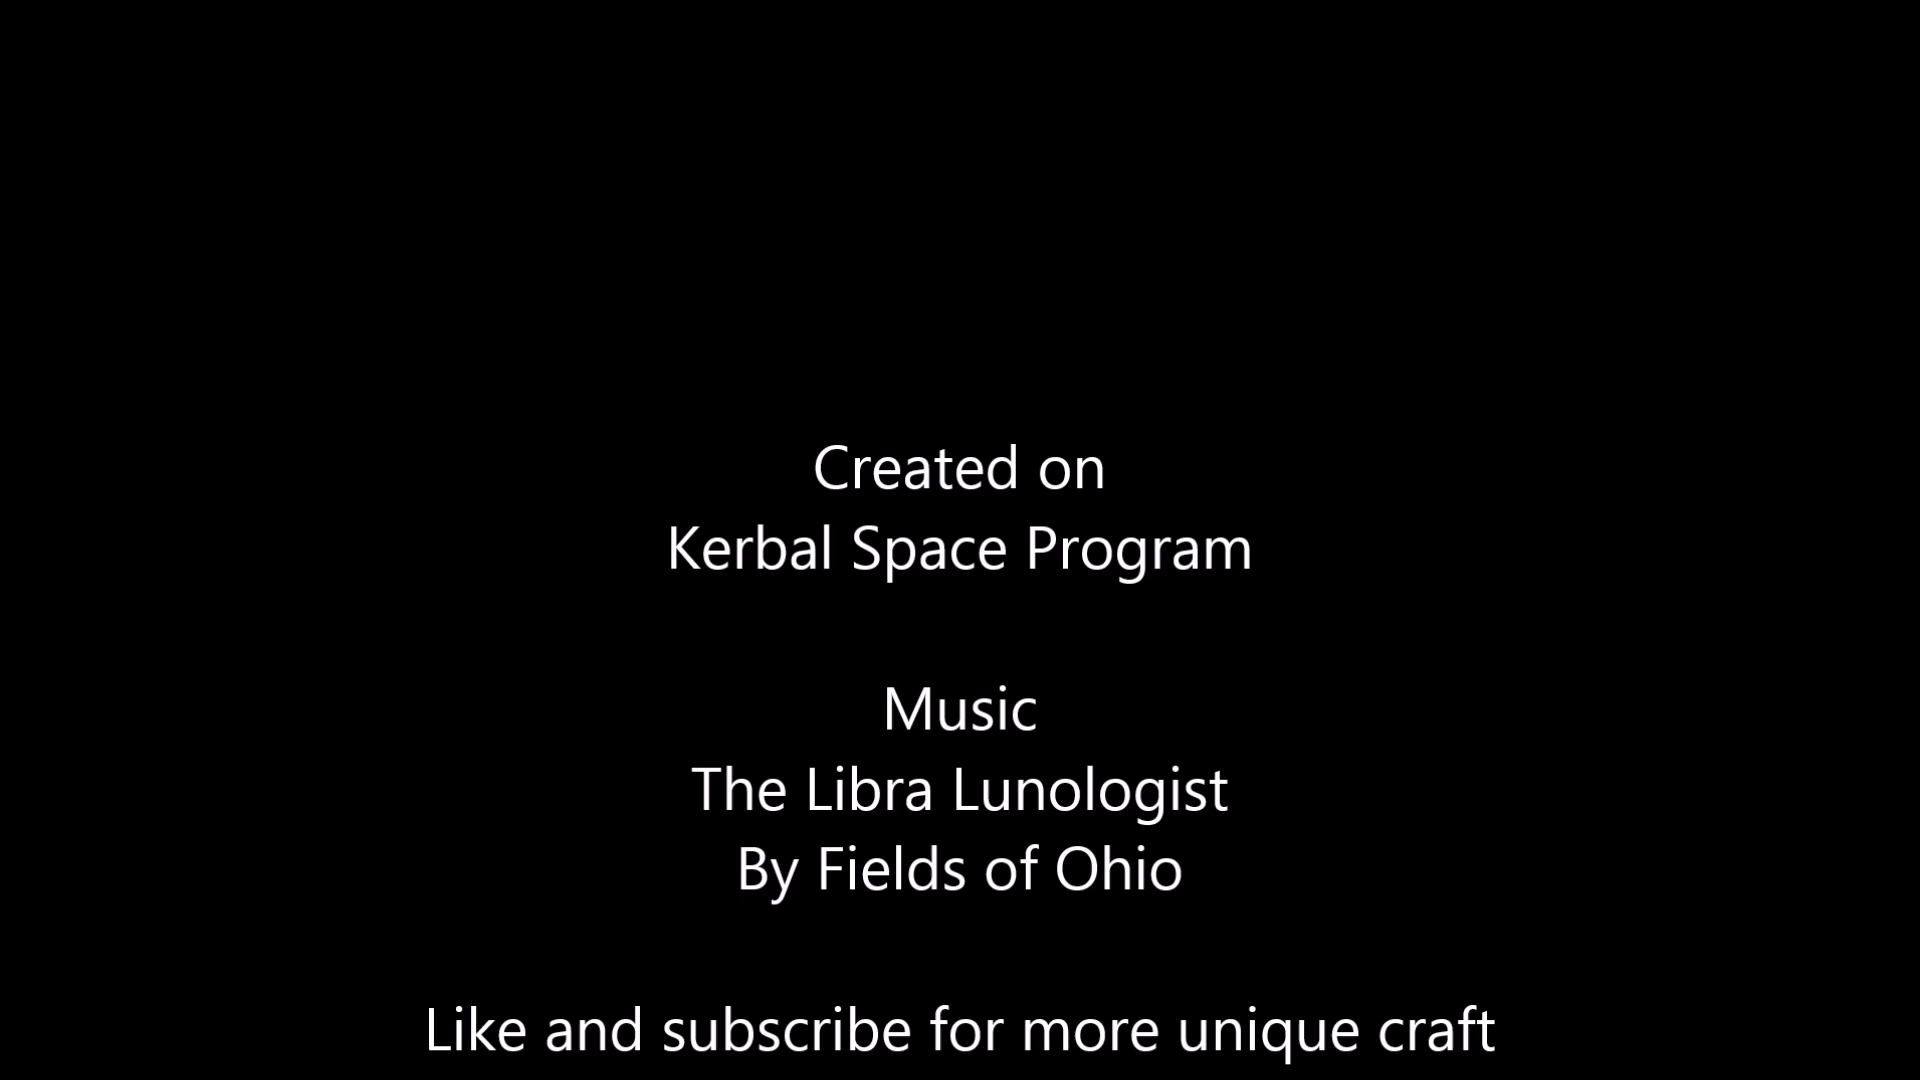 Created on
Kerbal Space Program
Music
The Libra Lunologist
By Fields of Ohio
Like and subscribe for more unique craft